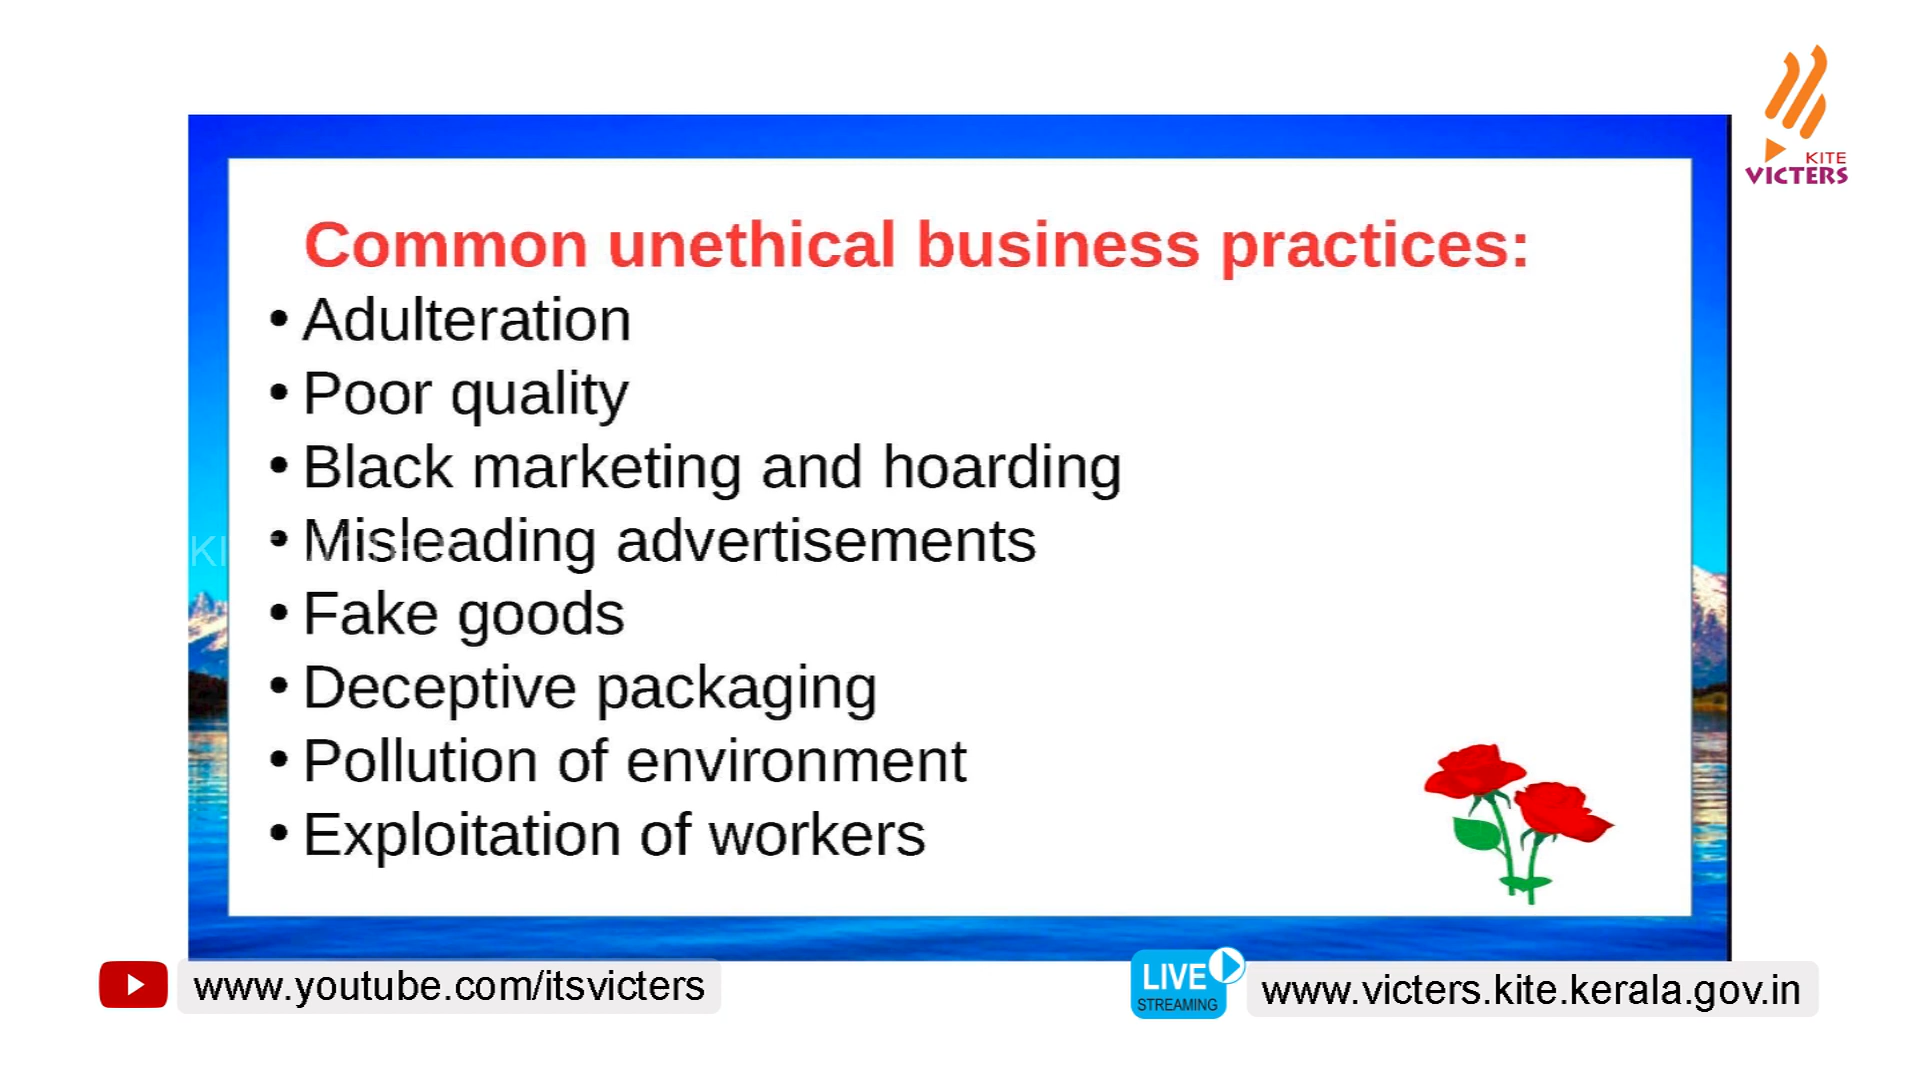 KITE
VICTERS
Common unethical business practices:
• Adulteration
• Poor quality
• Black marketing and hoarding
• Misleading advertisements
• Fake goods
• Deceptive packaging
• Pollution of environment
• Exploitation of workers
www.youtube.com/itsvicters
LIVE
STREAMING
www.victers.kite.kerala.gov.in